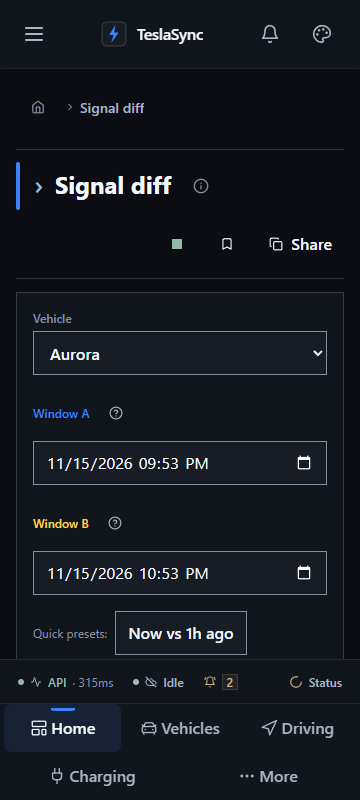 TeslaSync
Signal diff
Signal diff
Share
Vehicle
Aurora
Window A
11/15/2026 09:53 PM
Window B
11/15/2026 10:53 PM
Quick presets: Now vs 1h ago
API · 315ms Idle 2 Status
Home Vehicles Driving
Charging ··· More